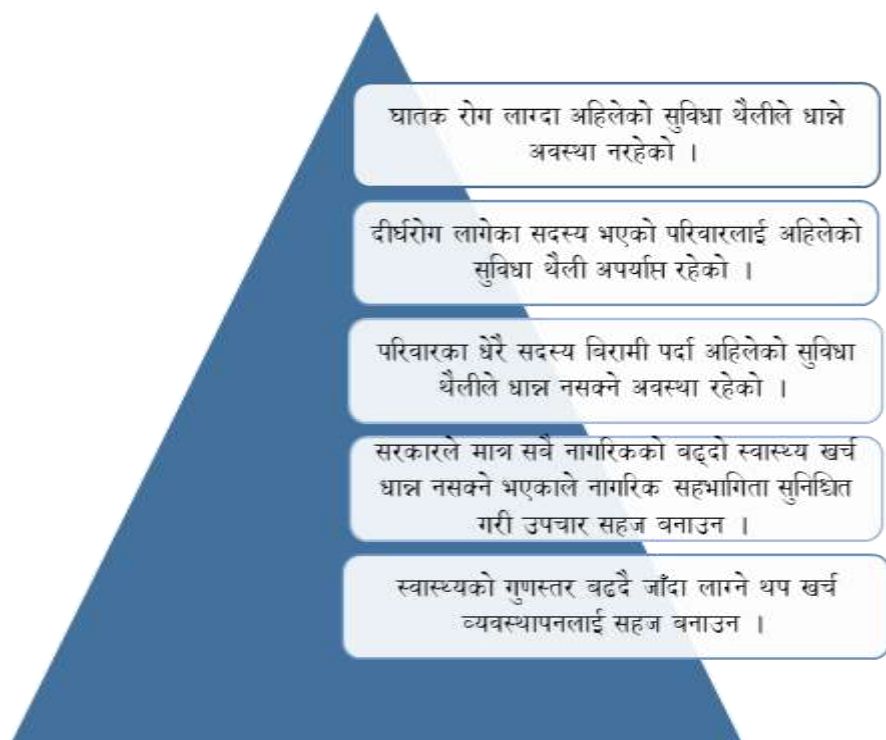 घातक रोग लाग्दा अहिलेको सुविधा थैलीले धान्ने
अवस्था नरहेको ।
दीर्घरोग लागेका सदस्य भएको परिवारलाई अहिलेको
सुविधा थैली अपर्याप्त रहेको ।
परिवारका धेरै सदस्य बिरामी पर्दा अहिलेको सुविधा
थैलीले धान्न नसक्ने अवस्था रहेको ।
सरकारले मात्र सबै नागरिकको बढ्दो स्वास्थ्य खर्च
धान्न नसक्ने भएकाले नागरिक सहभागिता सुनिश्चित
गरी उपचार सहज बनाउन ।
स्वास्थ्यको गुणस्तर बढदै जाँदा लाग्ने थप खर्च
व्यवस्थापनलाई सहज बनाउन ।